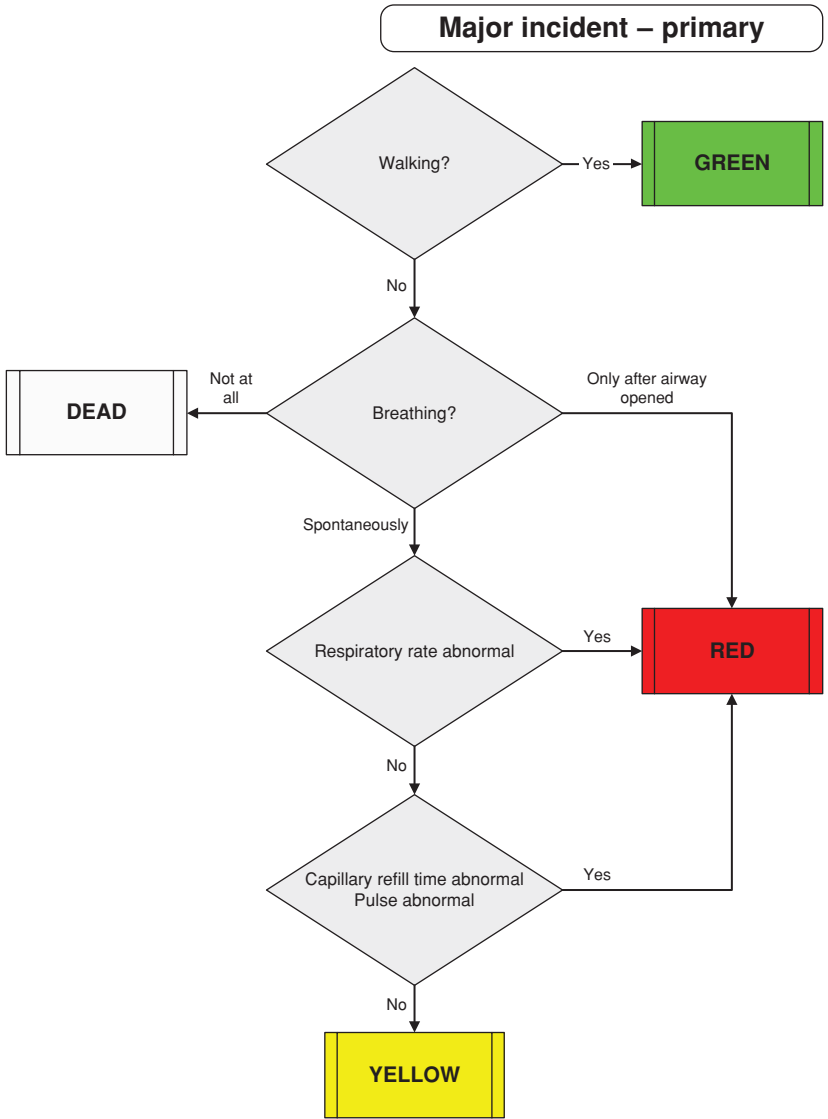 Major incident – primary
Walking?
Yes
GREEN
No
Not at
all
DEAD
Breathing?
Only after airway
opened
Spontaneously
Respiratory rate abnormal
Yes
RED
No
Capillary refill time abnormal
Pulse abnormal
Yes
No
YELLOW